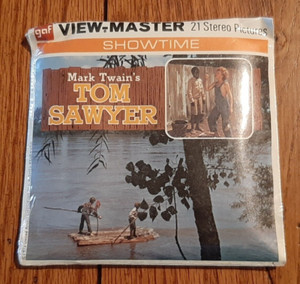 gaf VIEW-MASTER 21 Stereo Pictures
SHOWTIME
Mark Twain's
TOM
SAWYER